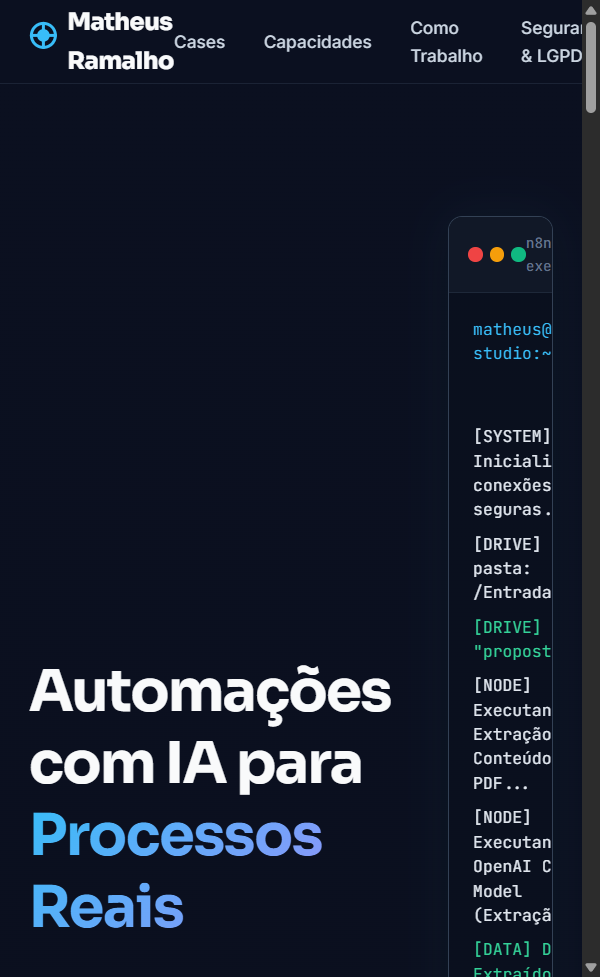 Matheus
Ramalho
Cases
Capacidades
Como
Trabalho
& LGPD
n8n
exe
matheus@
studio:~
[SYSTEM]
Iniciali
conexões
seguras.
[DRIVE]
pasta:
/Entrada
[DRIVE]
"propost
[NODE]
Executan
Extração
Conteúdo
PDF...
[NODE]
Executan
OpenAI C
Model
(Extraçã
[DATA] D
Extraído
Automações
com IA para
Processos
Reais